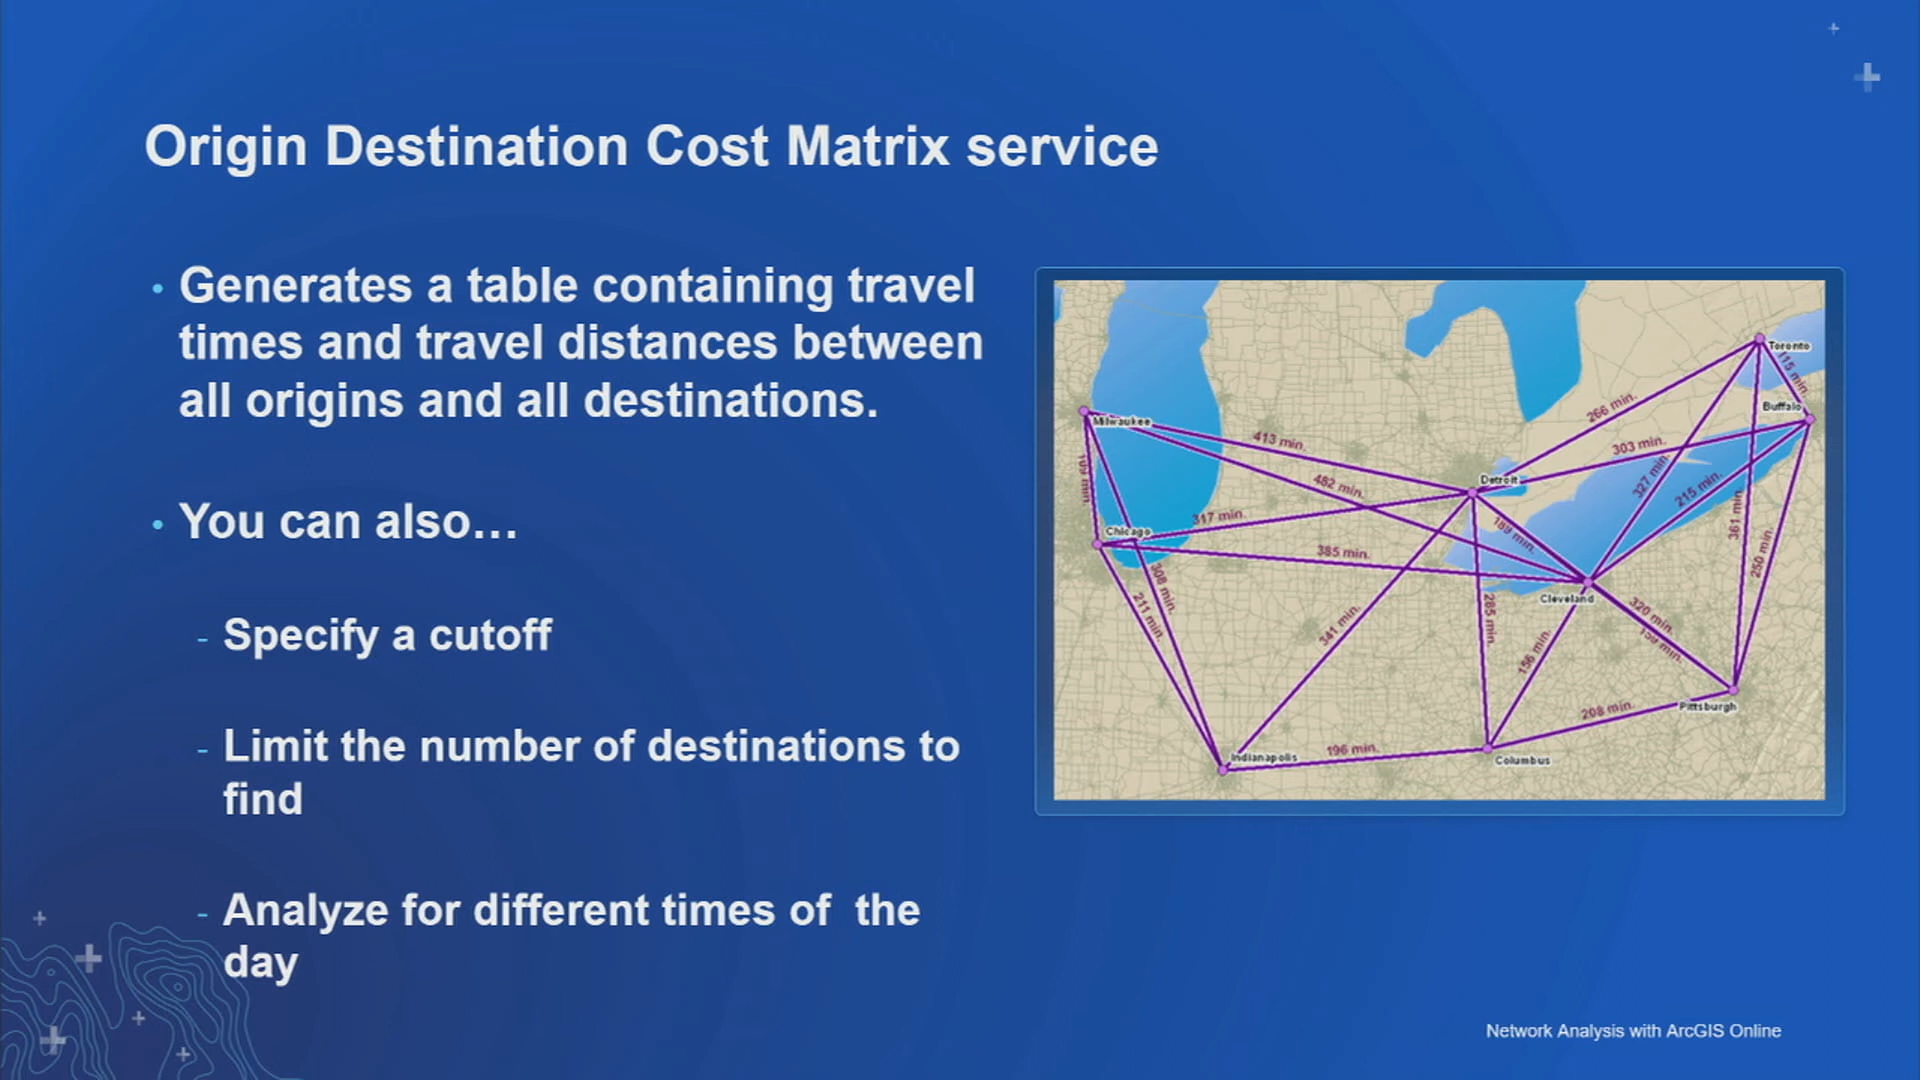 Origin Destination Cost Matrix service
• Generates a table containing travel
times and travel distances between
all origins and all destinations.
• You can also...
- Specify a cutoff
- Limit the number of destinations to
find
- Analyze for different times of the
day
Toronto
115 min.
Buffalo
266 min.
303 min.
Milwaukee
413 min.
482 min.
327 min.
215 min.
Detroit
317 min.
189 min.
361 min.
250 min.
Chicago
385 min.
308 min.
211 min.
341 min.
285 min.
Cleveland
320 min.
min.
156 min.
208 min.
Pittsburgh
196 min.
Indianapolis
Columbus
Network Analysis with ArcGIS Online